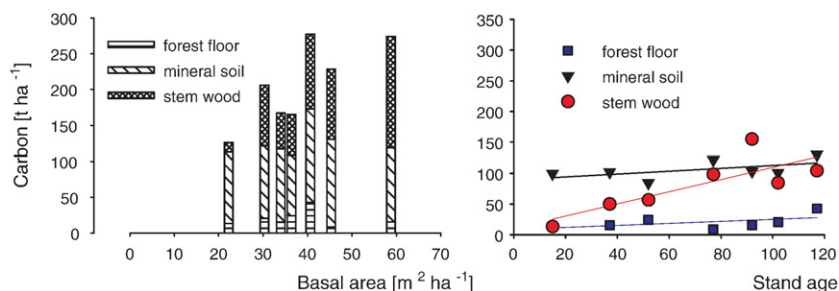 300
250
200
150
100
50
0
Carbon [t ha⁻¹]
forest floor
mineral soil
stem wood
0 10 20 30 40 50 60 70
Basal area [m² ha⁻¹]
350
300
250
200
150
100
50
0
forest floor
mineral soil
stem wood
0 20 40 60 80 100 120
Stand age